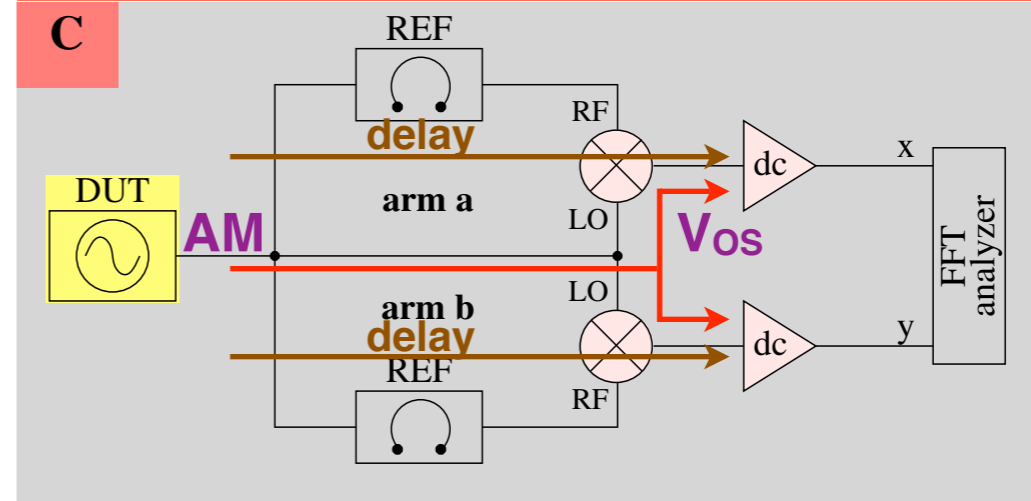 C
REF
RF
delay
dc
x
DUT
arm a
LO
AM
VOS
FFT
analyzer
LO
arm b
delay
dc
y
REF
RF